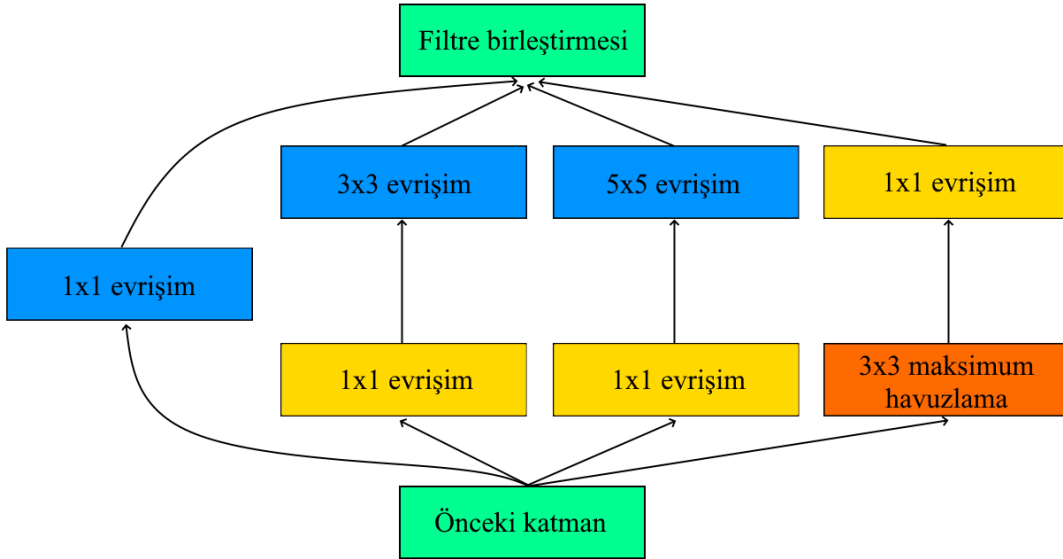 Filtre birleştirmesi
3x3 evrişim
5x5 evrişim
1x1 evrişim
1x1 evrişim
1x1 evrişim
1x1 evrişim
3x3 maksimum
havuzlama
Önceki katman